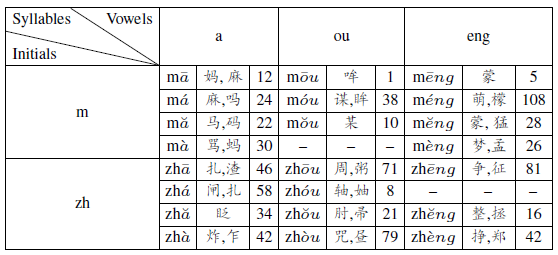 Syllables Vowels
Initials
a ou eng
m
mā 妈, 麻 12 mōu 哞 1 mēng 蒙 5
má 麻,吗 24 móu 谋,眸 38 méng 萌,檬 108
mǎ 马,码 22 mǒu 某 10 měng 蒙, 猛 28
mà 骂,蚂 30 – – – mèng 梦,孟 26
zh
zhā 扎,渣 46 zhōu 周,粥 71 zhēng 争,征 81
zhá 闸,扎 58 zhóu 轴,妯 8 – – –
zhǎ 眨 34 zhǒu 肘,帚 21 zhěng 整,拯 16
zhà 炸,乍 42 zhòu 咒,昼 79 zhèng 挣,郑 42